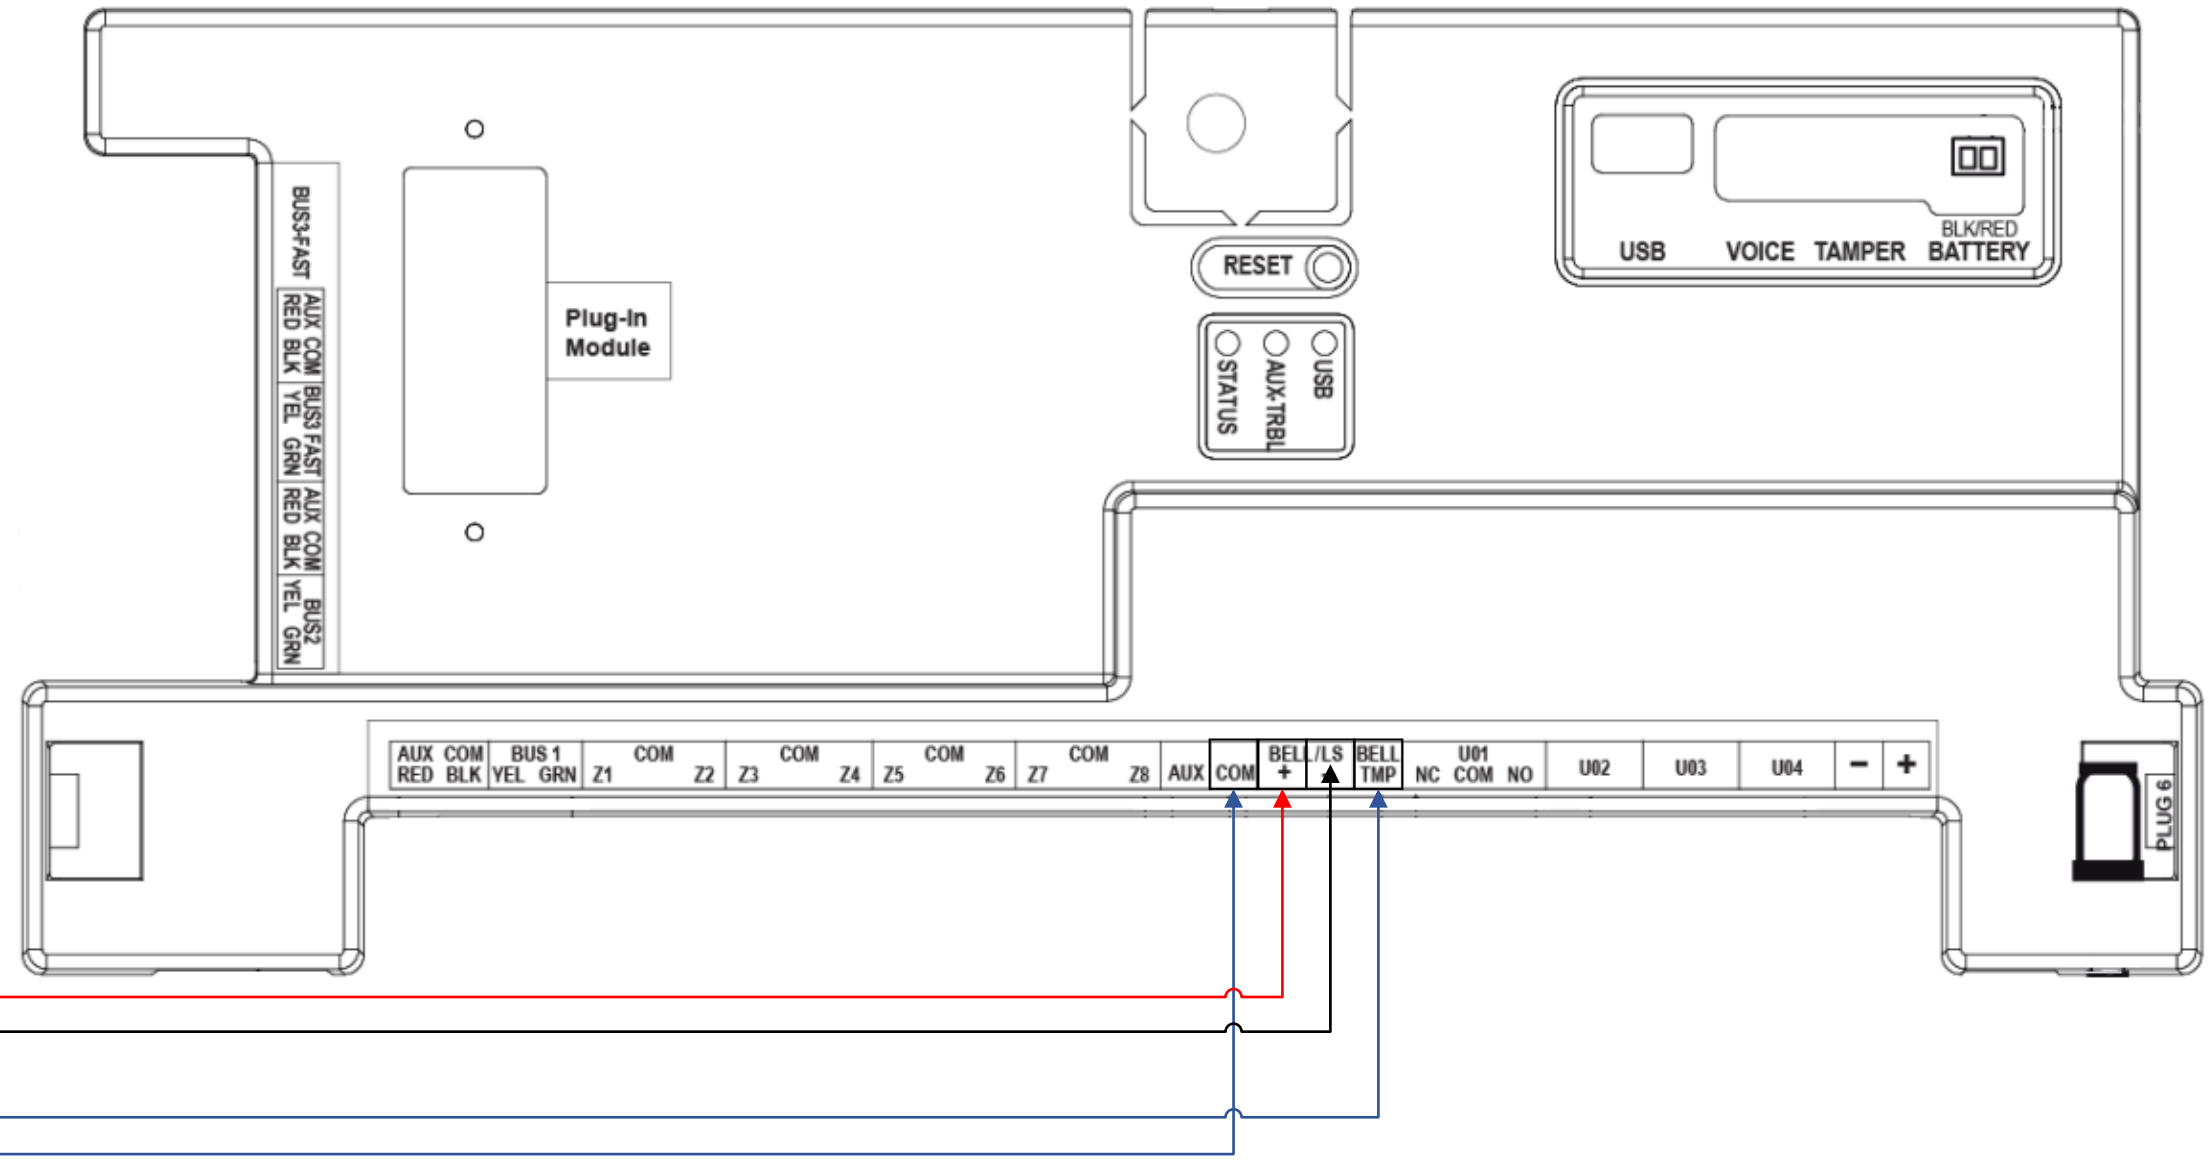 BUS3-FAST
AUX COM
RED BLK
BUS3 FAST
YEL GRN
AUX COM
RED BLK
BUS2
YEL GRN
Plug-In
Module
RESET
STATUS
AUX-TRBL
USB
BLK/RED
USB VOICE TAMPER BATTERY
AUX COM BUS 1 COM COM COM COM BELL/LS BELL U01
RED BLK YEL GRN Z1 Z2 Z3 Z4 Z5 Z6 Z7 Z8 AUX COM + - TMP NC COM NO U02 U03 U04 - +
PLUG 6